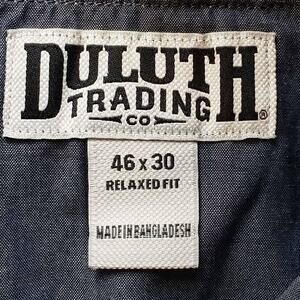 DULUTH
TRADING
CO ®
46 x 30
RELAXED FIT
MADE IN BANGLADESH